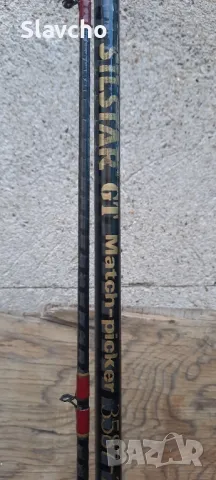 © Slavcho
SILSTAR GT Match-picker 35
BAZAR